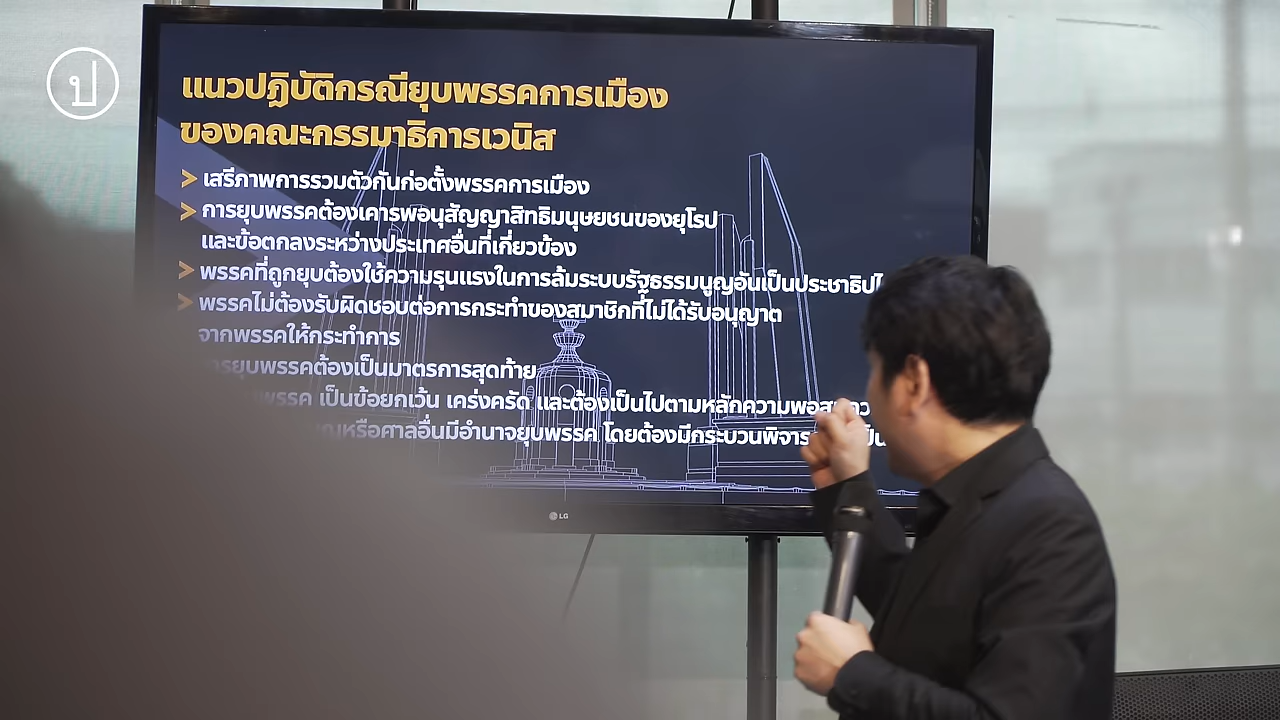 ป
แนวปฏิบัติกรณียุบพรรคการเมือง
ของคณะกรรมาธิการเวนิส
> เสรีภาพการรวมตัวกันก่อตั้งพรรคการเมือง
> การยุบพรรคต้องเคารพอนุสัญญาสิทธิมนุษยชนของยุโรป
และข้อตกลงระหว่างประเทศอื่นที่เกี่ยวข้อง
> พรรคที่ถูกยุบต้องใช้ความรุนแรงในการล้มระบบรัฐธรรมนูญอันเป็นประชาธิป
> พรรคไม่ต้องรับผิดชอบต่อการกระทำของสมาชิกที่ไม่ได้รับอนุญาต
จากพรรคให้กระทำการ
ารยุบพรรคต้องเป็นมาตรการสุดท้าย
พรรค เป็นข้อยกเว้น เคร่งครัด และต้องเป็นไปตามหลักความพอส
หรือศาลอื่นมีอำนาจยุบพรรค โดยต้องมีกระบวนพิจาร
LG